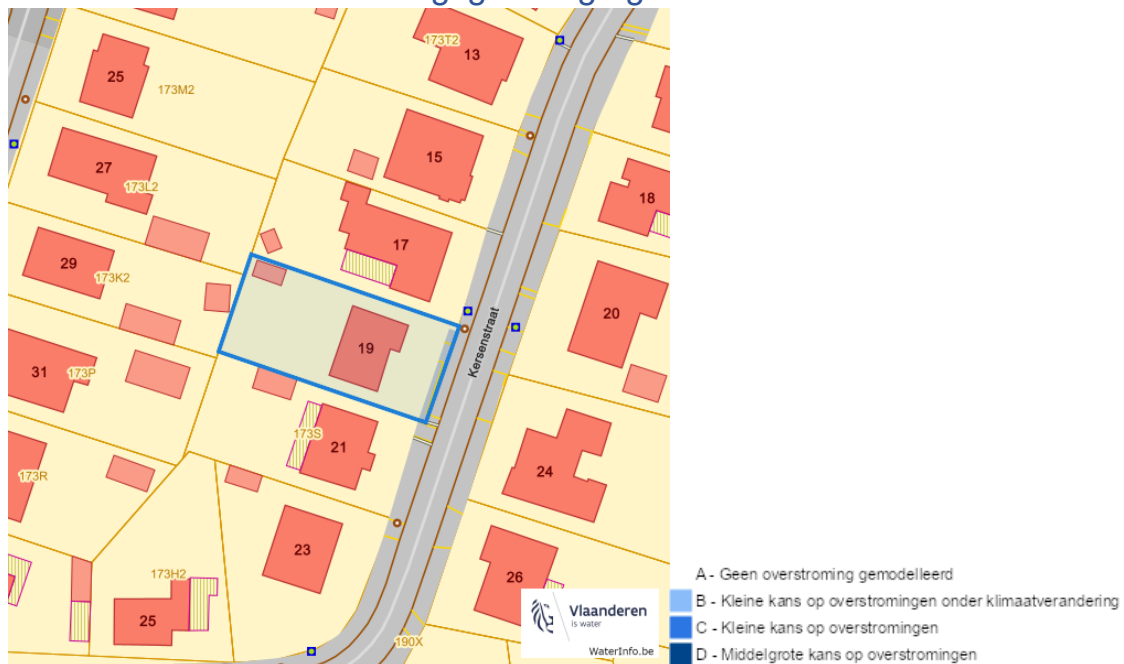 173T2
13
25
173M2
15
27
173L2
18
17
29
173K2
20
Kersenstraat
19
31
173P
173S
21
24
173R
23
26
173H2
25
190X
Vlaanderen
is water
WaterInfo.be
A - Geen overstroming gemodelleerd
B - Kleine kans op overstromingen onder klimaatverandering
C - Kleine kans op overstromingen
D - Middelgrote kans op overstromingen